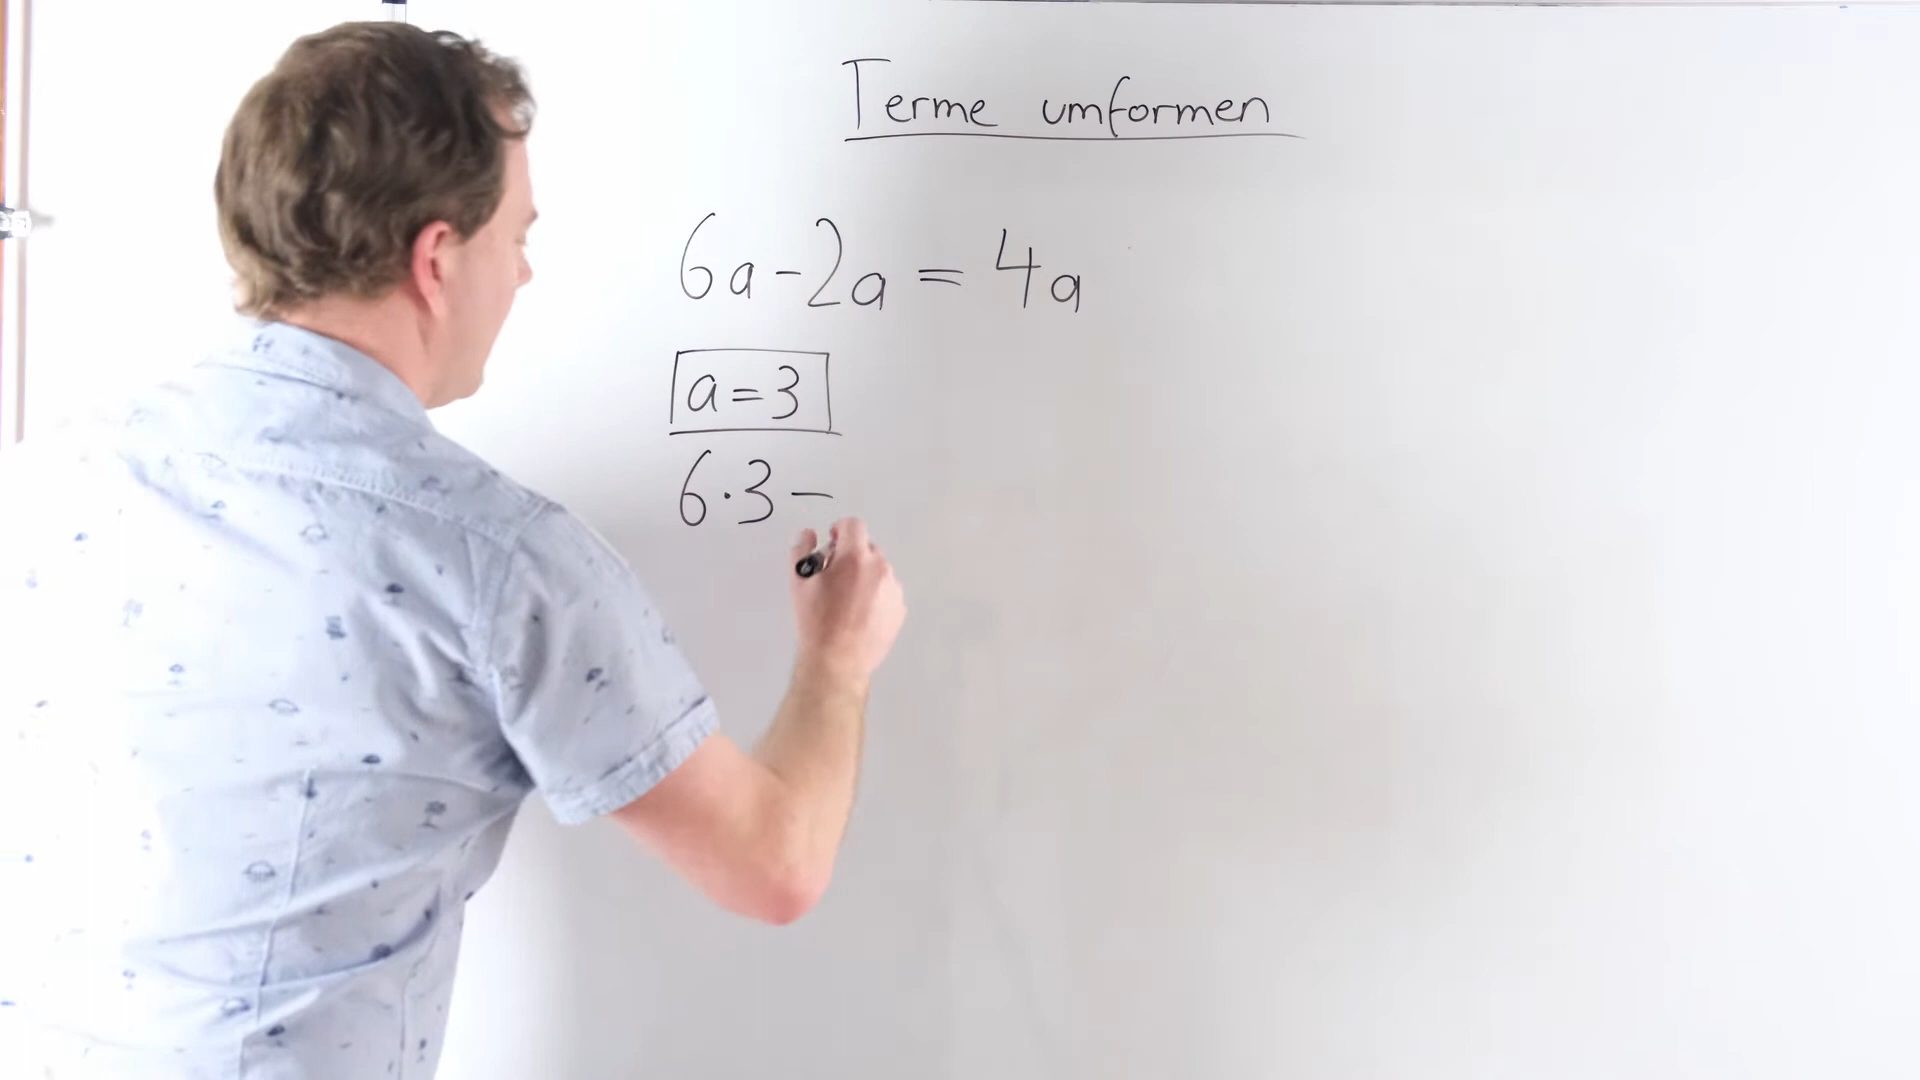 Terme umformen
6a-2a = 4a
a=3
6·3 –